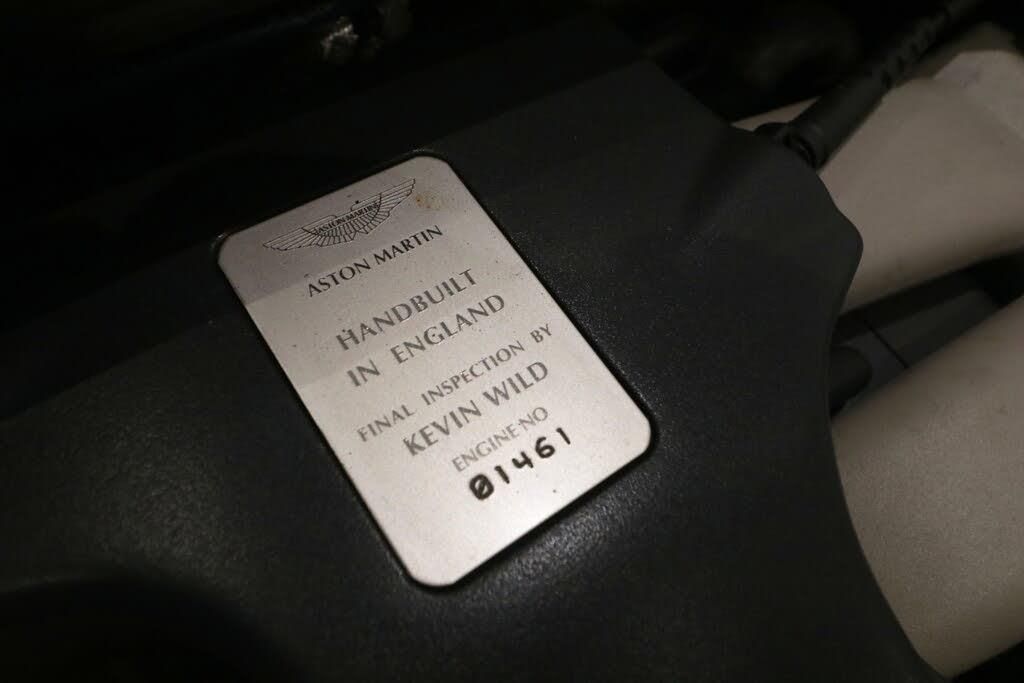 ASTON MARTIN
ASTON MARTIN
HANDBUILT
IN ENGLAND
FINAL INSPECTION BY
KEVIN WILD
ENGINE NO
01461